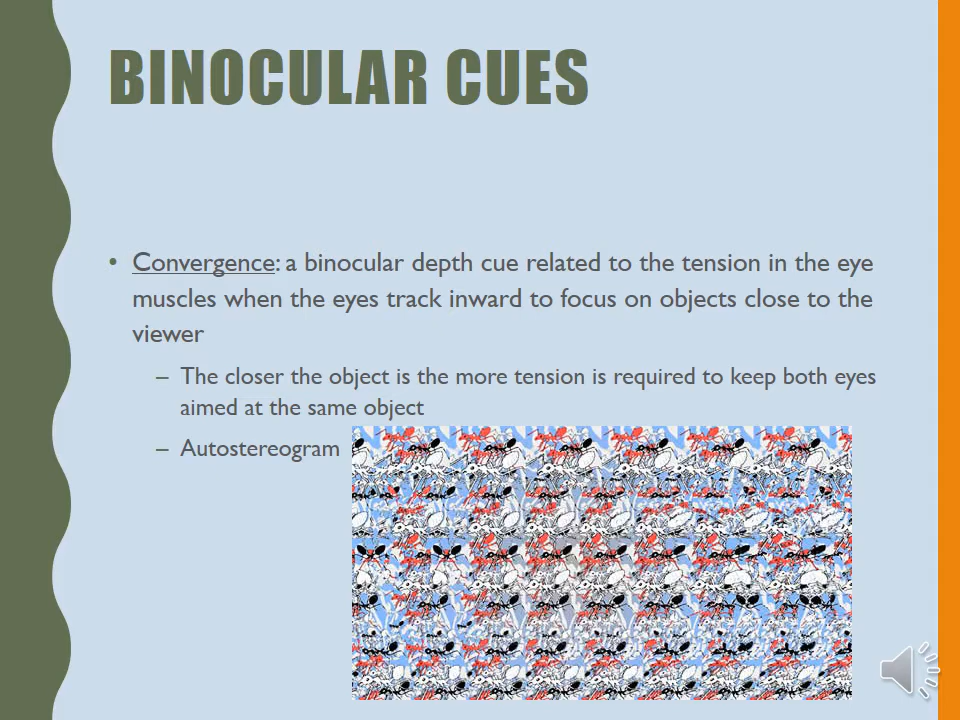 BINOCULAR CUES
• Convergence: a binocular depth cue related to the tension in the eye
muscles when the eyes track inward to focus on objects close to the
viewer
– The closer the object is the more tension is required to keep both eyes
aimed at the same object
– Autostereogram